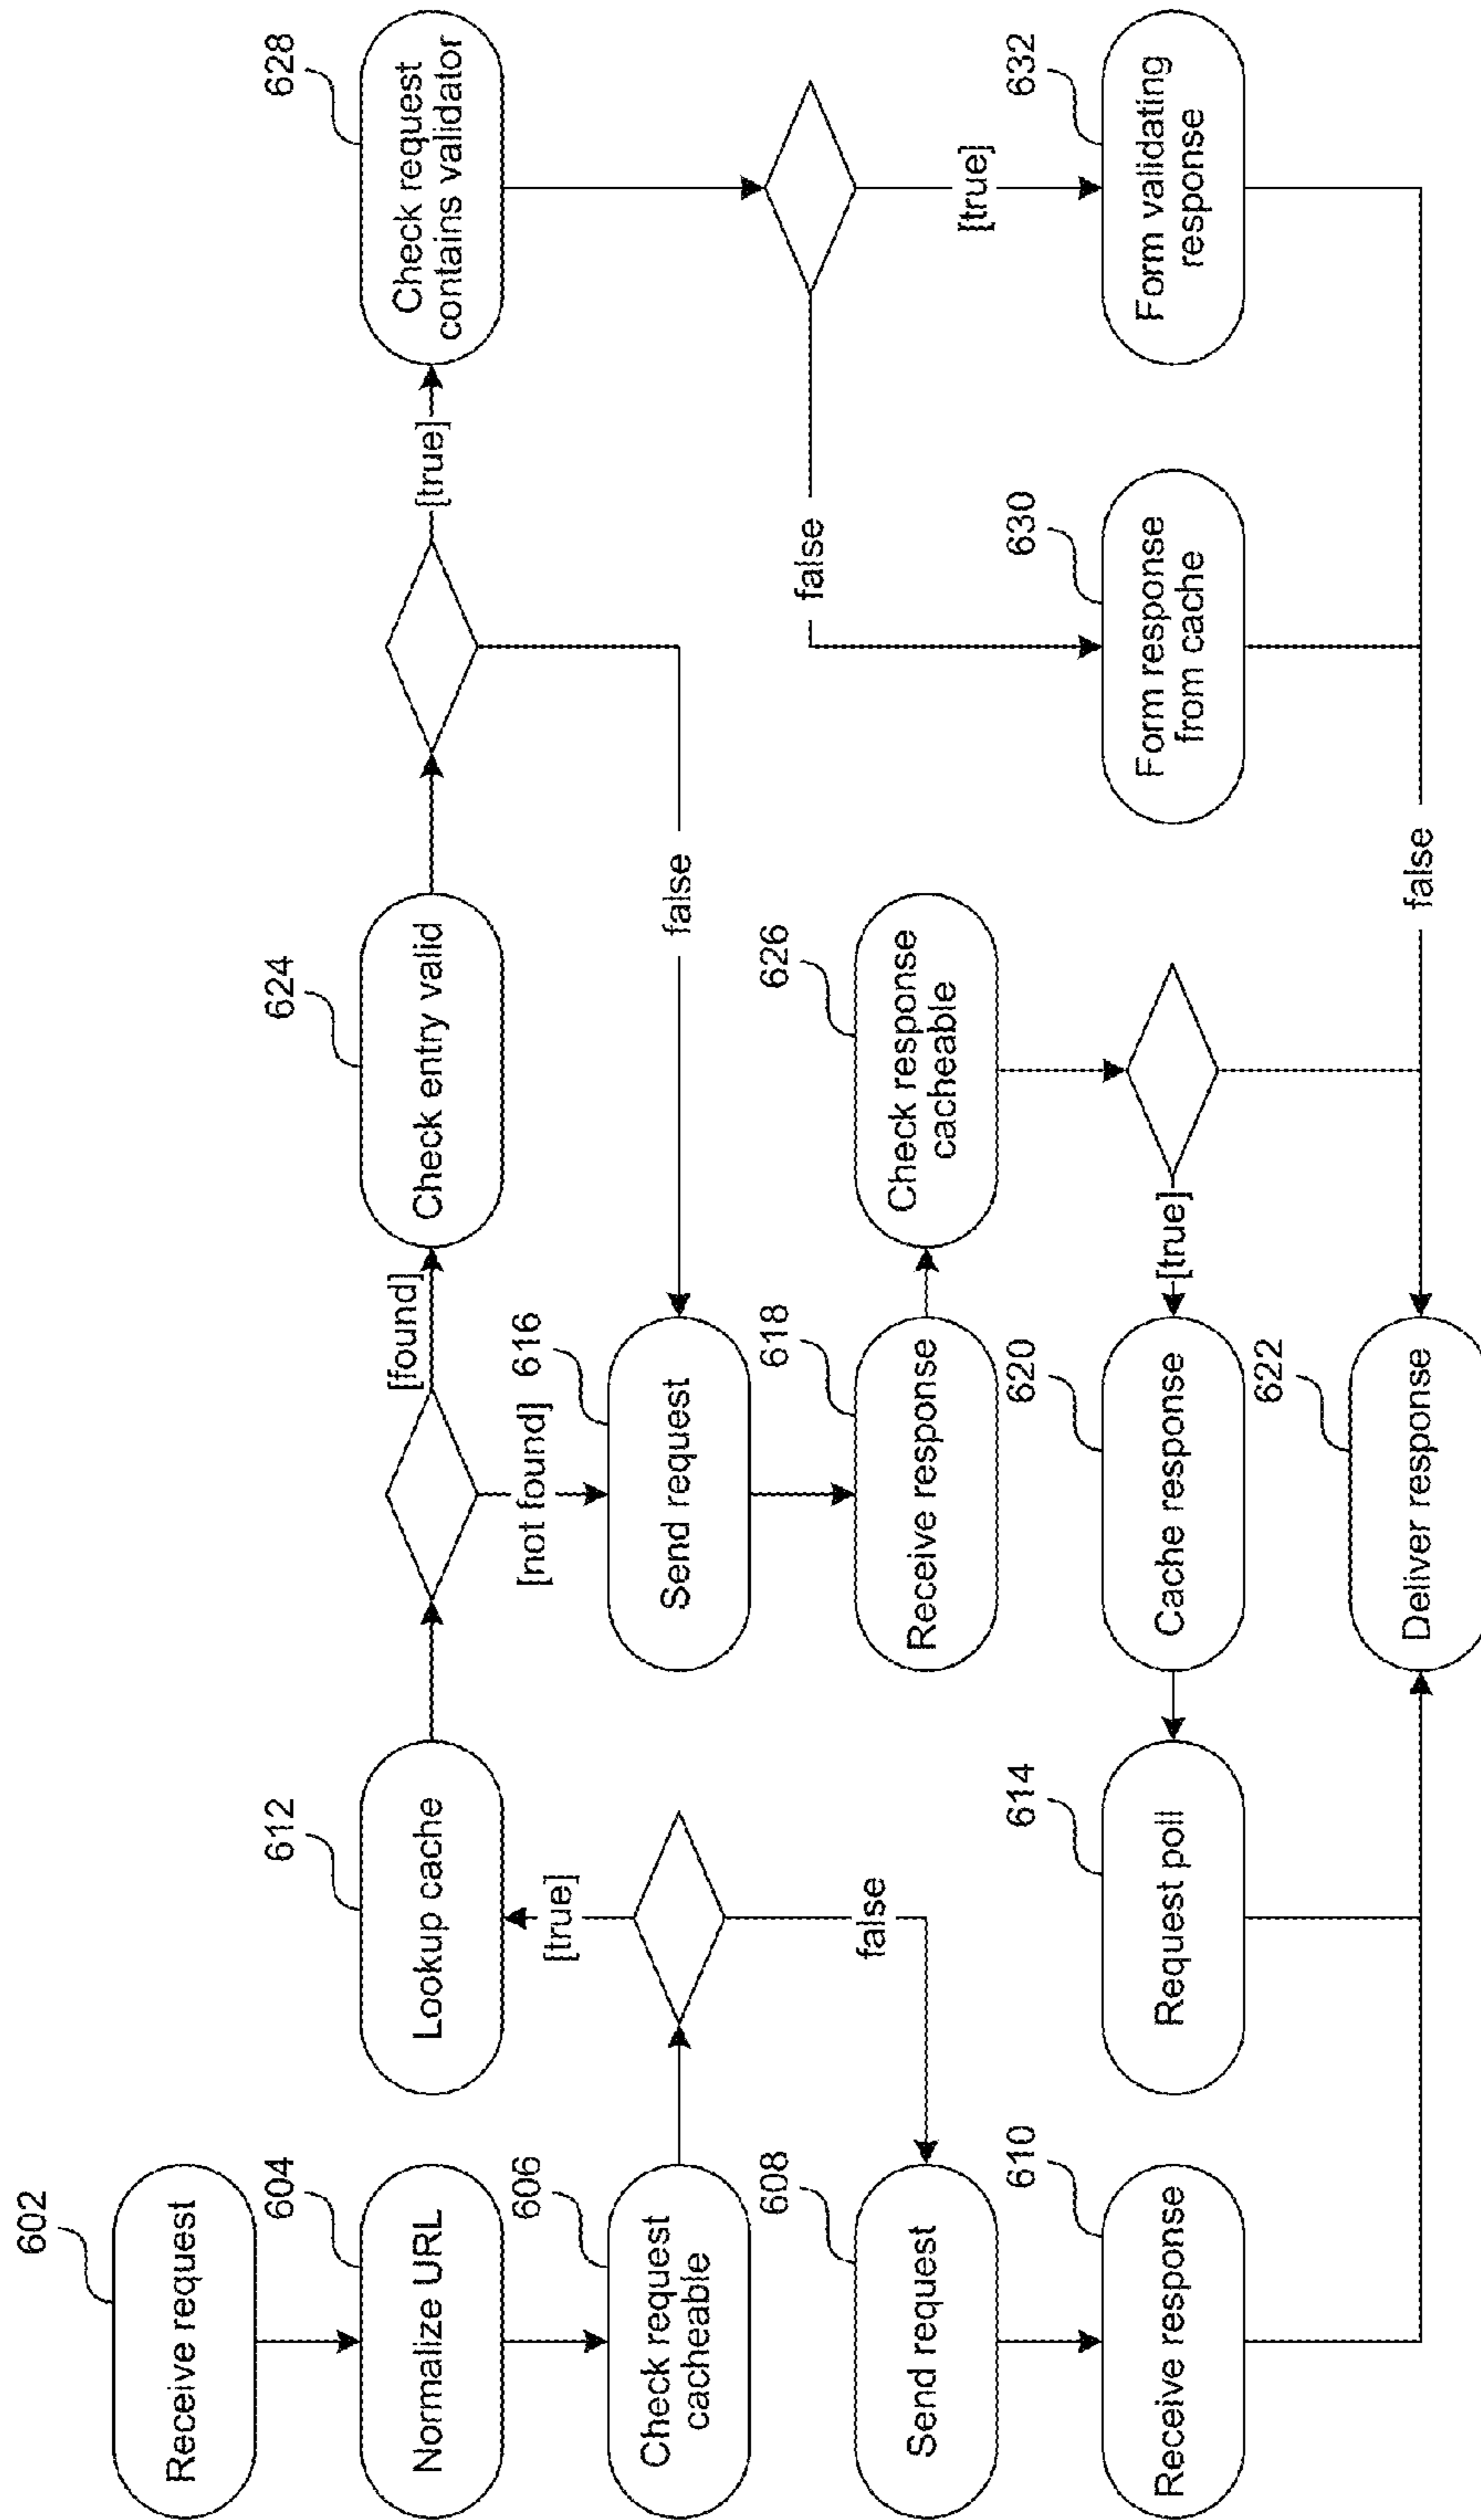 602
Receive request
604
Normalize URL
606
Check request
cacheable
608
Send request
610
Receive response
612
Lookup cache
[true]
false
614
Request poll
[found]
[not found]
616
Send request
618
Receive response
620
Cache response
622
Deliver response
624
Check entry valid
false
626
Check response
cacheable
[true]
false
[true]
628
Check request
contains validator
false
[true]
630
Form response
from cache
632
Form validating
response